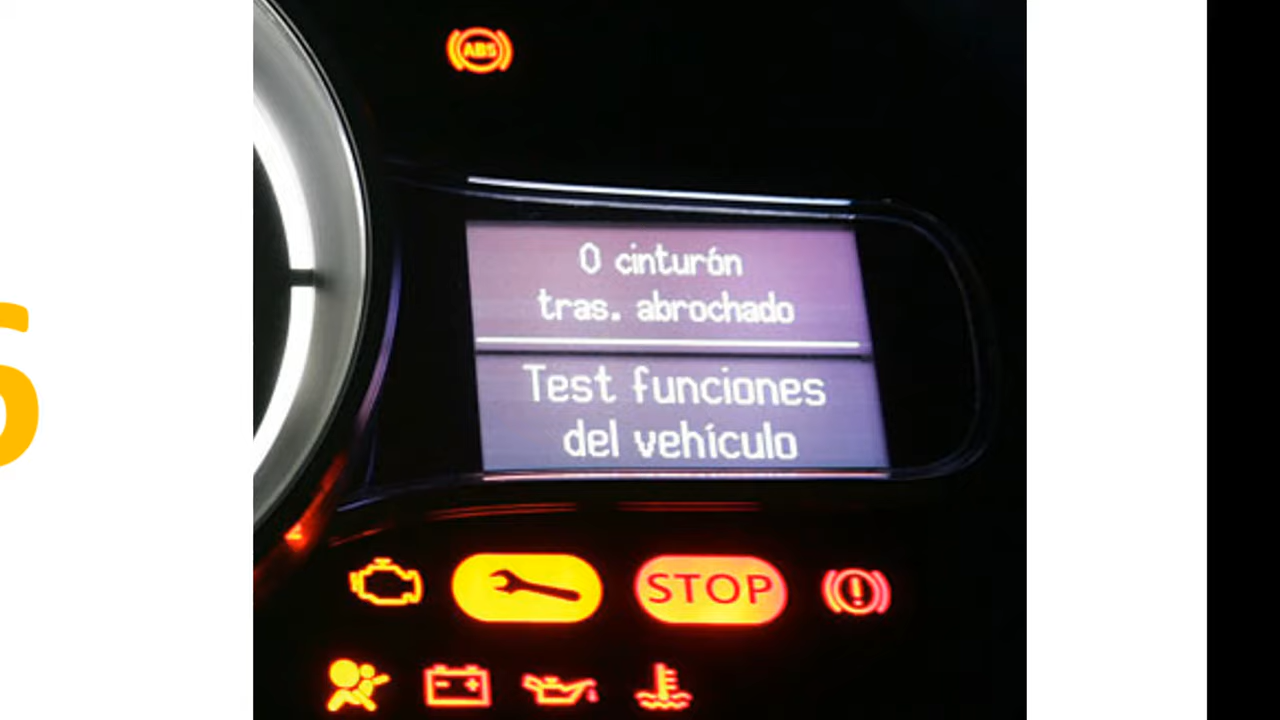 ABS
0 cinturón
tras. abrochado
Test funciones
del vehículo
STOP